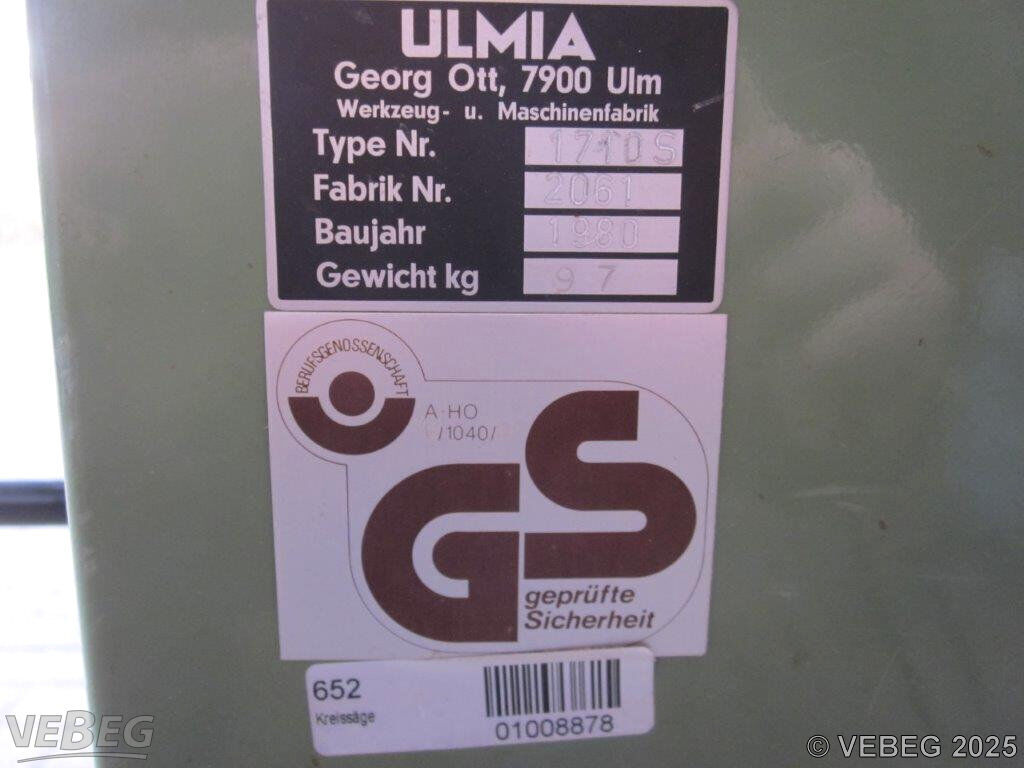 ULMIA
Georg Ott, 7900 Ulm
Werkzeug- u. Maschinenfabrik
Type Nr. 1710 S
Fabrik Nr. 2061
Baujahr 1980
Gewicht kg 97
BERUFSGENOSSENSCHAFT
A-HO
/1040/
GS
geprüfte
Sicherheit
652
Kreissäge
01008878
VEBEG
© VEBEG 2025